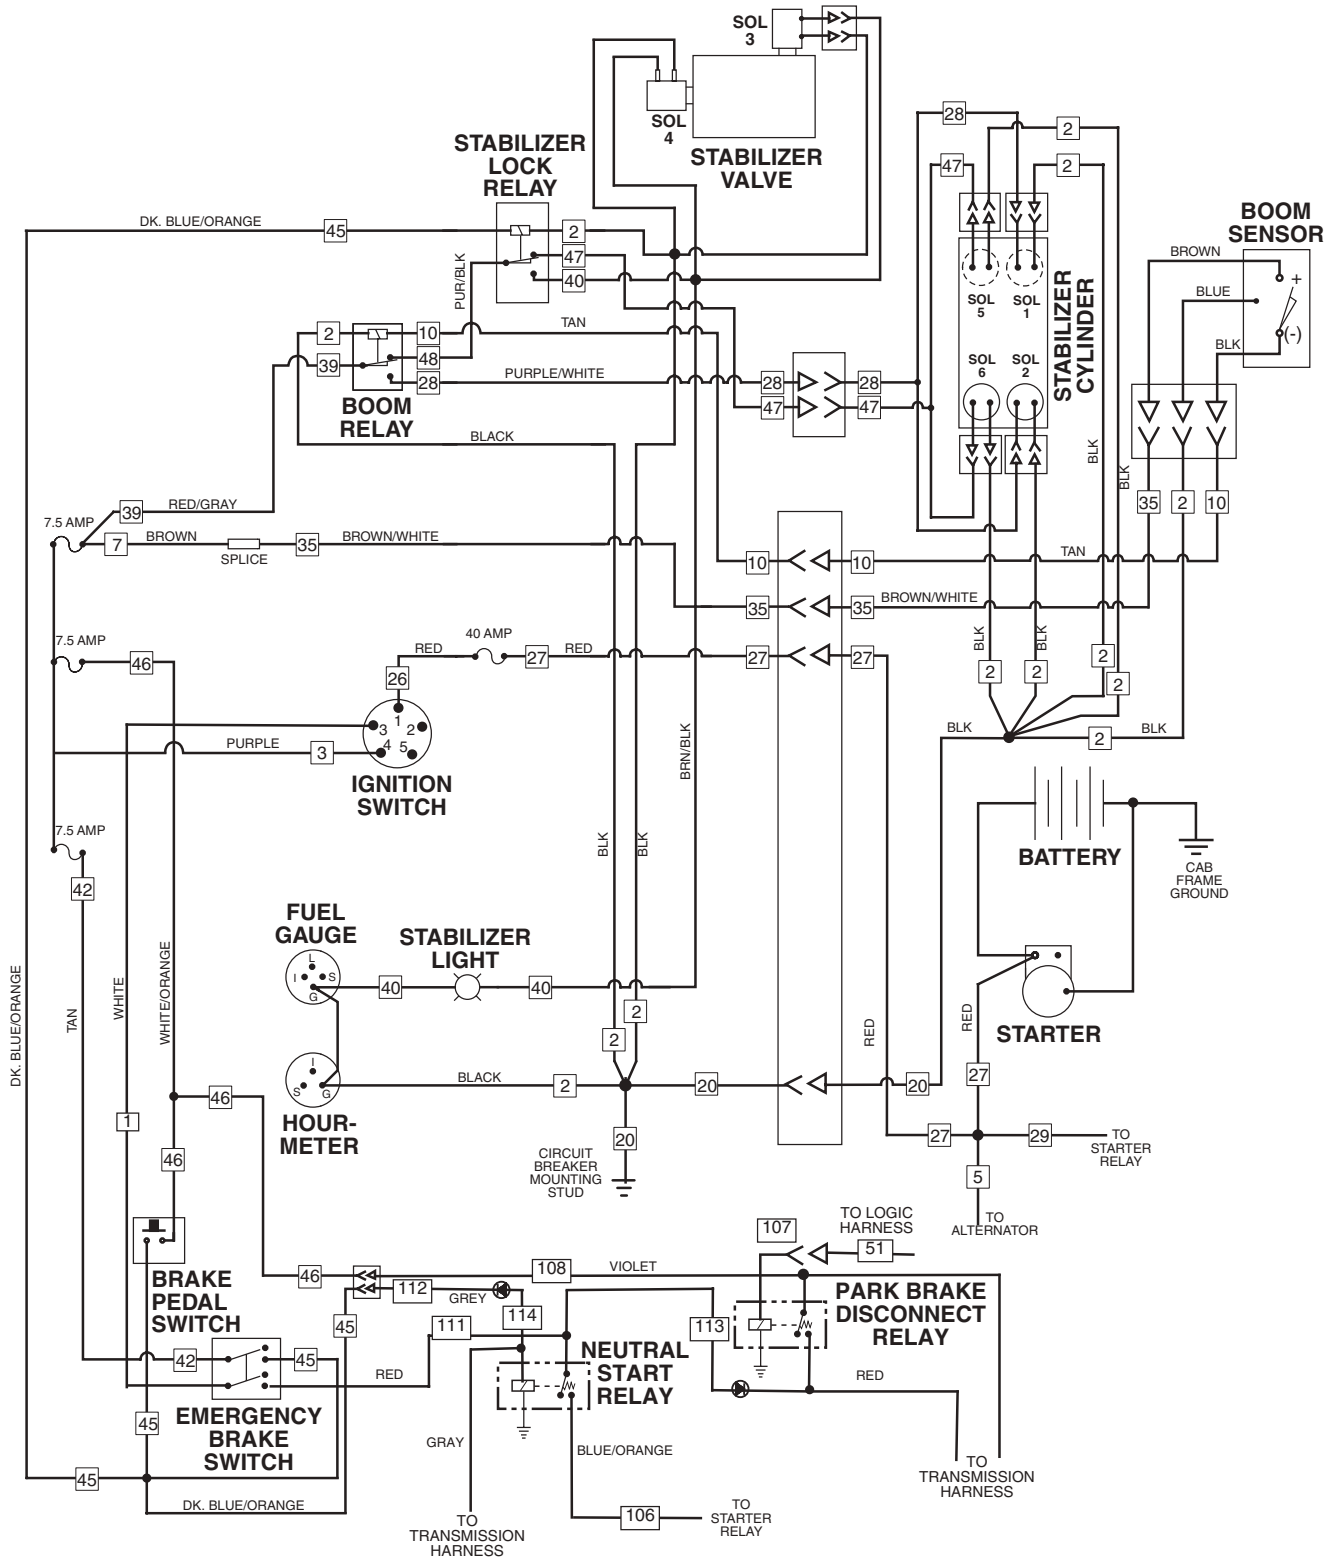 SOL
3
SOL
4
STABILIZER
VALVE
STABILIZER
LOCK
RELAY
28
2
47
2
BOOM
SENSOR
DK. BLUE/ORANGE
45
2
47
40
PUR/BLK
BROWN
BLUE
BLK
+
(-)
SOL
5
SOL
1
SOL
6
SOL
2
STABILIZER
CYLINDER
2
10
TAN
39
48
28
PURPLE/WHITE
BOOM
RELAY
BLACK
28
28
47
47
BLK
BLK
35
2
10
39
RED/GRAY
7.5 AMP
7
BROWN
SPLICE
35
BROWN/WHITE
10
10
TAN
35
35
BROWN/WHITE
7.5 AMP
46
RED
40 AMP
27
RED
27
27
26
BLK
BLK
2
2
2
2
1
3
2
4
5
PURPLE
3
IGNITION
SWITCH
BRN/BLK
BLK
2
BLK
7.5 AMP
42
BLK
BLK
BATTERY
CAB
FRAME
GROUND
FUEL
GAUGE
L
I
S
G
STABILIZER
LIGHT
40
40
DK. BLUE/ORANGE
TAN
WHITE
WHITE/ORANGE
2
2
RED
RED
STARTER
I
S
G
HOUR-
METER
BLACK
2
20
20
27
1
46
46
20
CIRCUIT
BREAKER
MOUNTING
STUD
27
29
TO
STARTER
RELAY
5
TO
ALTERNATOR
107
TO LOGIC
HARNESS
51
BRAKE
PEDAL
SWITCH
46
108
VIOLET
112
GREY
114
45
111
113
PARK BRAKE
DISCONNECT
RELAY
NEUTRAL
START
RELAY
42
45
RED
RED
EMERGENCY
BRAKE
SWITCH
45
GRAY
BLUE/ORANGE
45
DK. BLUE/ORANGE
TO
TRANSMISSION
HARNESS
106
TO
STARTER
RELAY
TO
TRANSMISSION
HARNESS